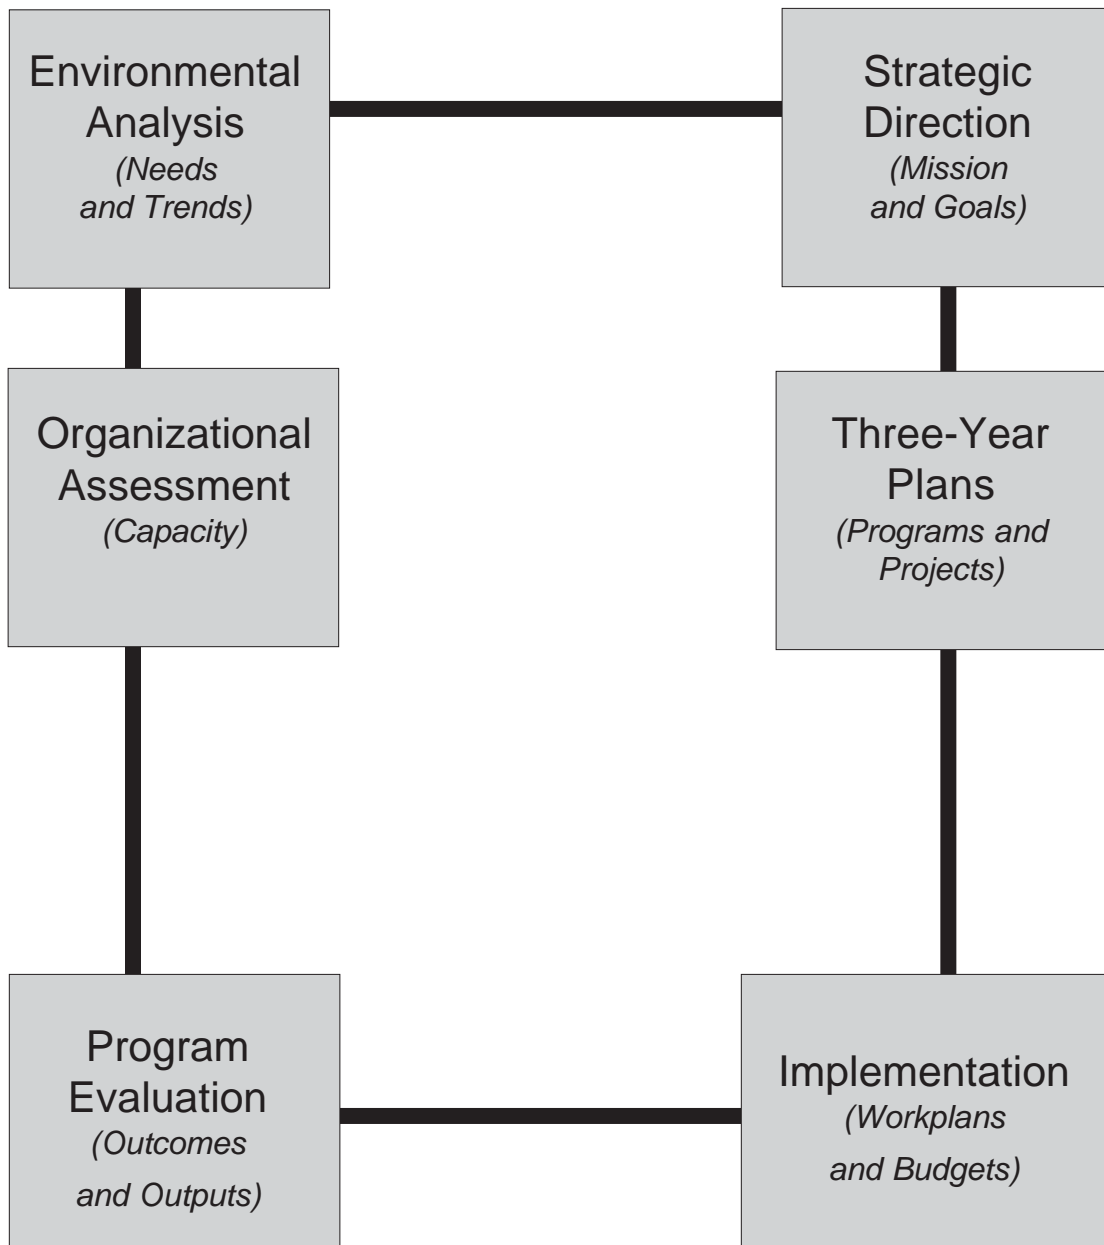 Environmental
Analysis
(Needs
and Trends)
Strategic
Direction
(Mission
and Goals)
Organizational
Assessment
(Capacity)
Three-Year
Plans
(Programs and
Projects)
Program
Evaluation
(Outcomes
and Outputs)
Implementation
(Workplans
and Budgets)